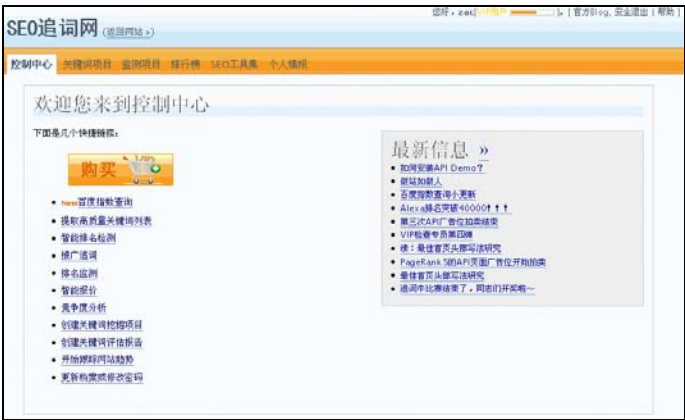 您好，zac[VIP用户 ], [ 官方Blog, 安全退出 | 帮助 ]
SEO追词网 (返回网站 »)
控制中心 关键词项目 监测项目 排行榜 SEO工具集 个人情报
欢迎您来到控制中心
下面是几个快捷链接：
购买
New百度指数查询
提取高质量关键词列表
智能排名检测
推广追词
排名监测
智能报价
竞争度分析
创建关键词挖掘项目
创建关键词评估报告
开始跟踪网站趋势
更新档案或修改密码
最新信息 »
如何安装API Demo？
做站如做人
百度指数查询小更新
Alexa排名突破40000！！！
第三次API广告位拍卖结束
VIP检查专员第四弹
续：最佳首页头部写法研究
PageRank 5的API页面广告位开始拍卖
最佳首页头部写法研究
追词牛比赛结束了，同志们开奖啦～